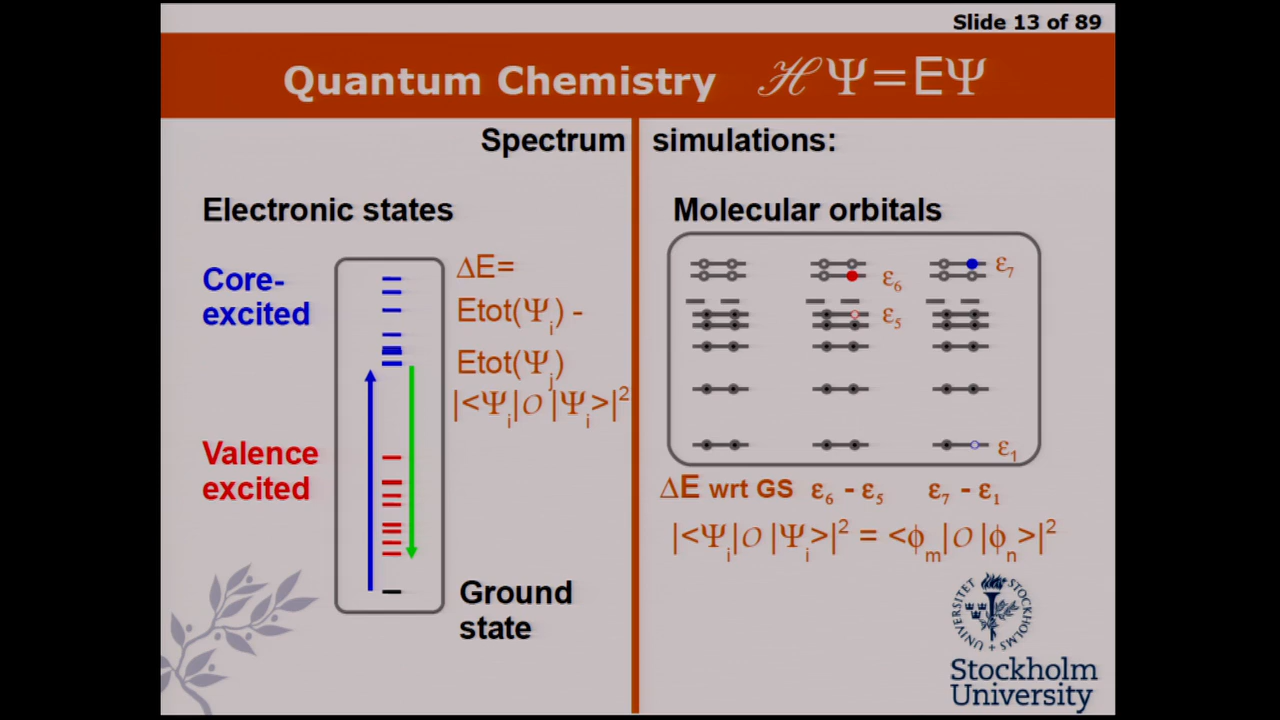 Slide 13 of 89
Quantum Chemistry ℋΨ=EΨ
Spectrum simulations:
Electronic states
Core-
excited
ΔE=
Etot(Ψi) -
Etot(Ψj)
|<Ψi|O|Ψi>|²
Valence
excited
Ground
state
Molecular orbitals
ε7
ε6
ε5
ε1
ΔE wrt GS ε6 - ε5 ε7 - ε1
|<Ψi|O|Ψi>|² = <ϕm|O|ϕn>|²
STOCKHOLMS UNIVERSITET
Stockholm
University